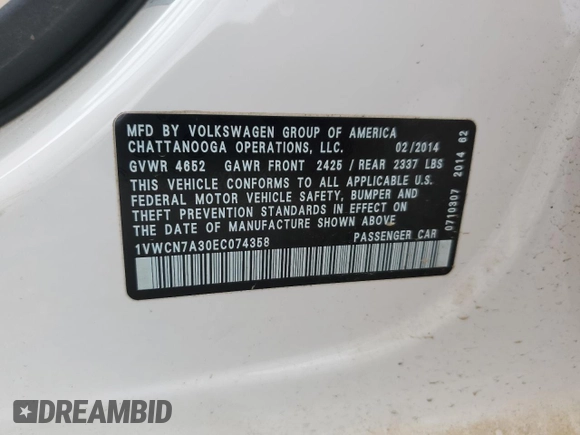 MFD BY VOLKSWAGEN GROUP OF AMERICA
CHATTANOOGA OPERATIONS, LLC. 02/2014
GVWR 4652 GAWR FRONT 2425 / REAR 2337 LBS
THIS VEHICLE CONFORMS TO ALL APPLICABLE U.S.
FEDERAL MOTOR VEHICLE SAFETY, BUMPER AND
THEFT PREVENTION STANDARDS IN EFFECT ON
THE DATE OF MANUFACTURE SHOWN ABOVE
1VWCN7A30EC074358 PASSENGER CAR
0710307 2014 62
DREAMBID